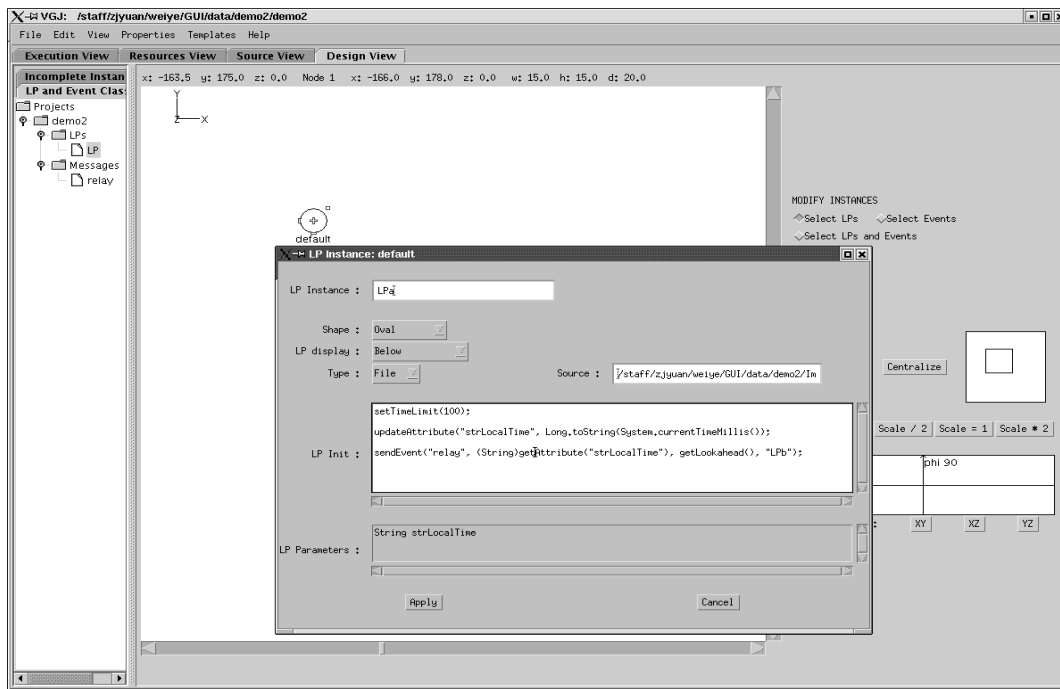 VGJ: /staff/zjyuan/weiye/GUI/data/demo2/demo2
File Edit View Properties Templates Help
Execution View Resources View Source View Design View
Incomplete Instan
LP and Event Clas
x: -163.5 y: 175.0 z: 0.0 Node 1 x: -166.0 y: 178.0 z: 0.0 w: 15.0 h: 15.0 d: 20.0
Projects
demo2
LPs
LP
Messages
relay
Y
Z X
default
MODIFY INSTANCES
Select LPs Select Events
Select LPs and Events
LP Instance: default
LP Instance : LPa
Shape : Oval
LP display : Below
Type : File Source : /staff/zjyuan/weiye/GUI/data/demo2/Im
LP Init :
setTimeLimit(100);
updateAttribute("strLocalTime", Long.toString(System.currentTimeMillis());
sendEvent("relay", (String)getAttribute("strLocalTime"), getLookahead(), "LPb");
LP Parameters :
String strLocalTime
Apply Cancel
Centralize
Scale / 2 Scale = 1 Scale * 2
phi 90
: XY XZ YZ